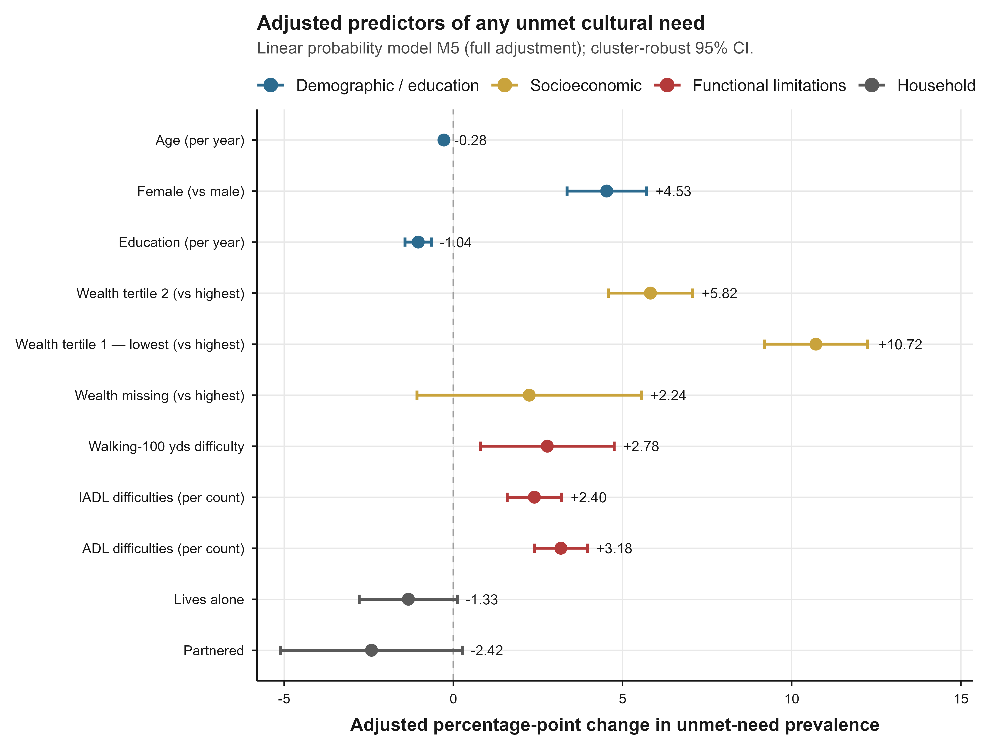 Adjusted predictors of any unmet cultural need
Linear probability model M5 (full adjustment); cluster-robust 95% CI.
Demographic / education Socioeconomic Functional limitations Household
Age (per year) -0.28
Female (vs male) +4.53
Education (per year) -1.04
Wealth tertile 2 (vs highest) +5.82
Wealth tertile 1 — lowest (vs highest) +10.72
Wealth missing (vs highest) +2.24
Walking-100 yds difficulty +2.78
IADL difficulties (per count) +2.40
ADL difficulties (per count) +3.18
Lives alone -1.33
Partnered -2.42
-5 0 5 10 15
Adjusted percentage-point change in unmet-need prevalence